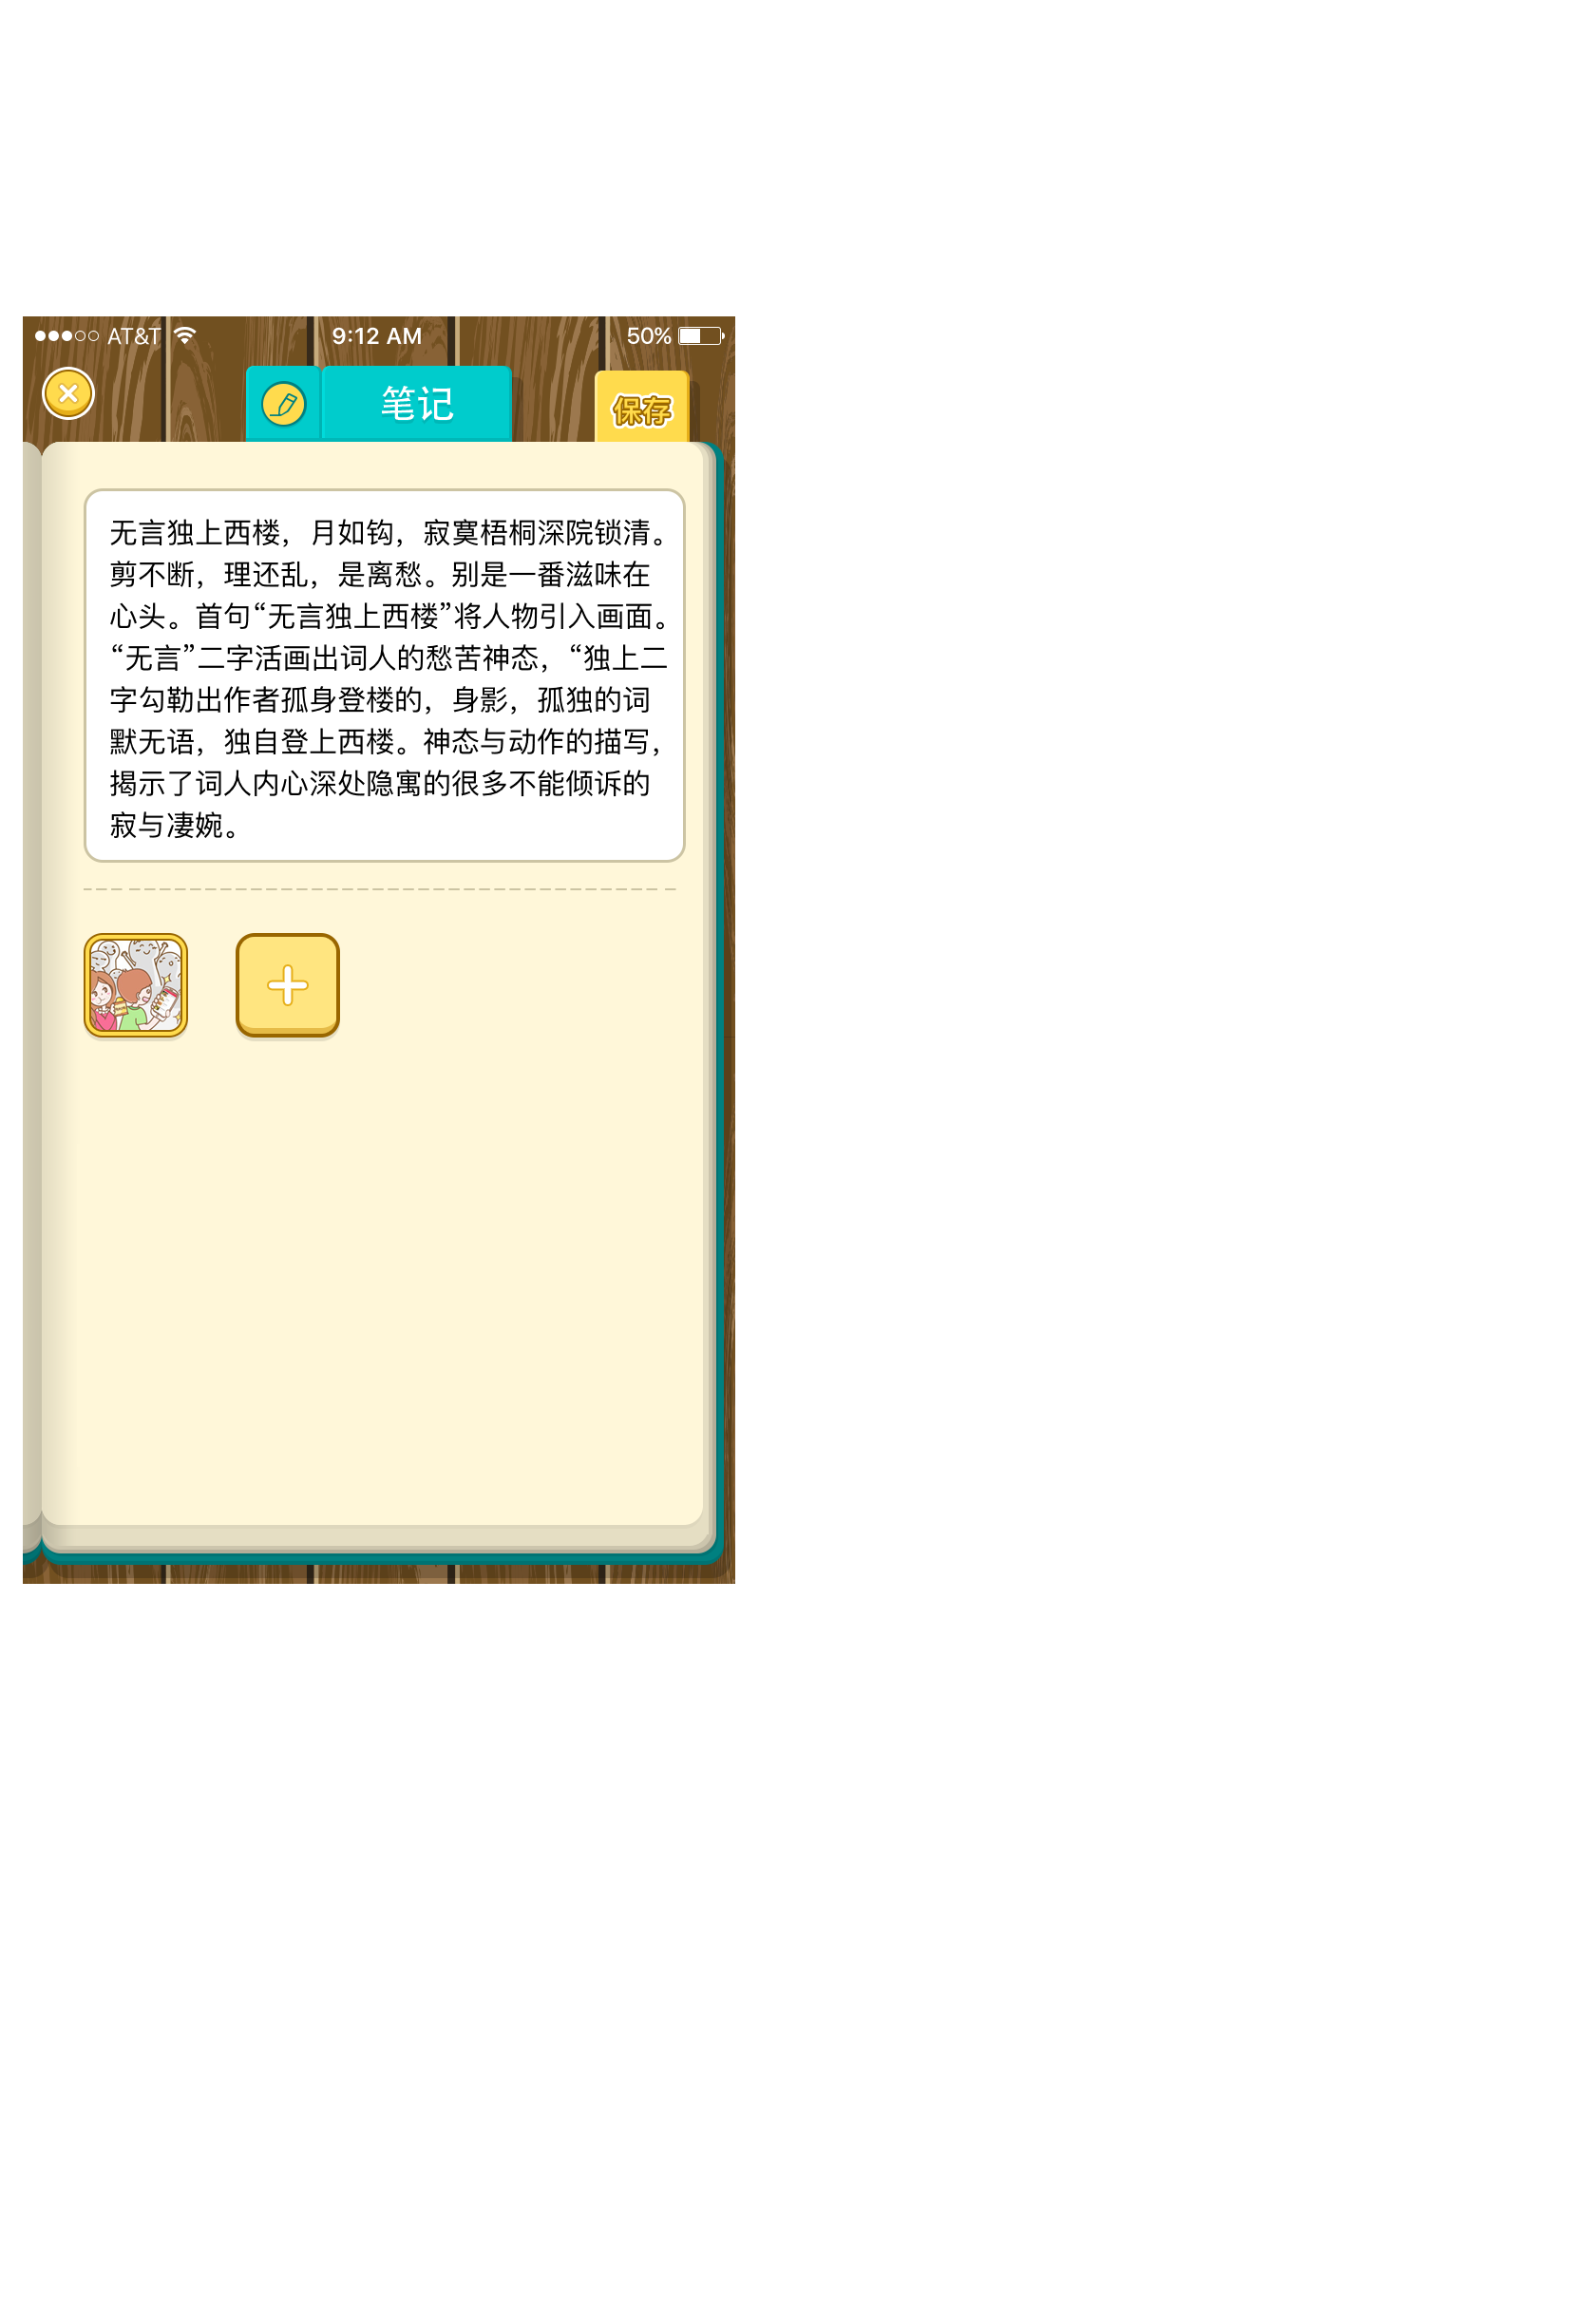 AT&T 9:12 AM 50%
笔记
保存
无言独上西楼，月如钩，寂寞梧桐深院锁清。
剪不断，理还乱，是离愁。别是一番滋味在
心头。首句“无言独上西楼”将人物引入画面。
“无言”二字活画出词人的愁苦神态，“独上二
字勾勒出作者孤身登楼的，身影，孤独的词
默无语，独自登上西楼。神态与动作的描写，
揭示了词人内心深处隐寓的很多不能倾诉的
寂与凄婉。